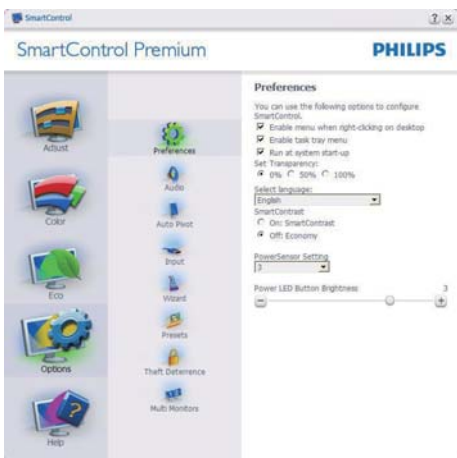 SmartControl
SmartControl Premium
PHILIPS
Adjust
Color
Eco
Options
Help
Preferences
Audio
Auto Pivot
Input
Wizard
Presets
Theft Deterrence
Multi Monitors
Preferences
You can use the following options to configure
SmartControl.
Enable menu when right-clicking on desktop
Enable task tray menu
Run at system start-up
Set Transparency:
0% 50% 100%
Select language:
English
SmartContrast
On: SmartContrast
Off: Economy
PowerSensor Setting
3
Power LED Button Brightness 3